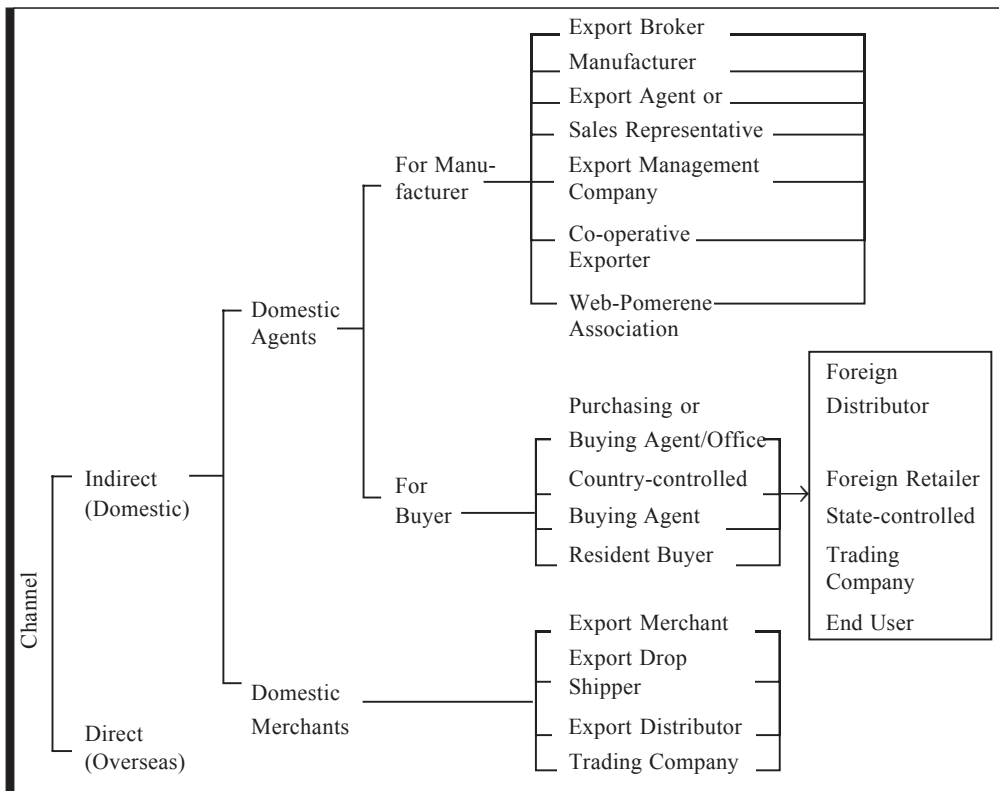 Channel
Indirect
(Domestic)
Direct
(Overseas)
Domestic
Agents
Domestic
Merchants
For Manu-
facturer
For
Buyer
Export Broker
Manufacturer
Export Agent or
Sales Representative
Export Management
Company
Co-operative
Exporter
Web-Pomerene
Association
Purchasing or
Buying Agent/Office
Country-controlled
Buying Agent
Resident Buyer
Export Merchant
Export Drop
Shipper
Export Distributor
Trading Company
Foreign
Distributor
Foreign Retailer
State-controlled
Trading
Company
End User